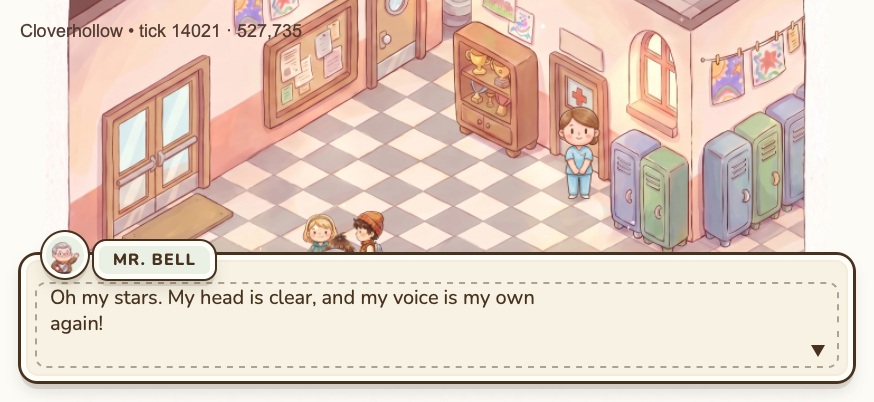 Cloverhollow • tick 14021 · 527,735
MR. BELL
Oh my stars. My head is clear, and my voice is my own
again!